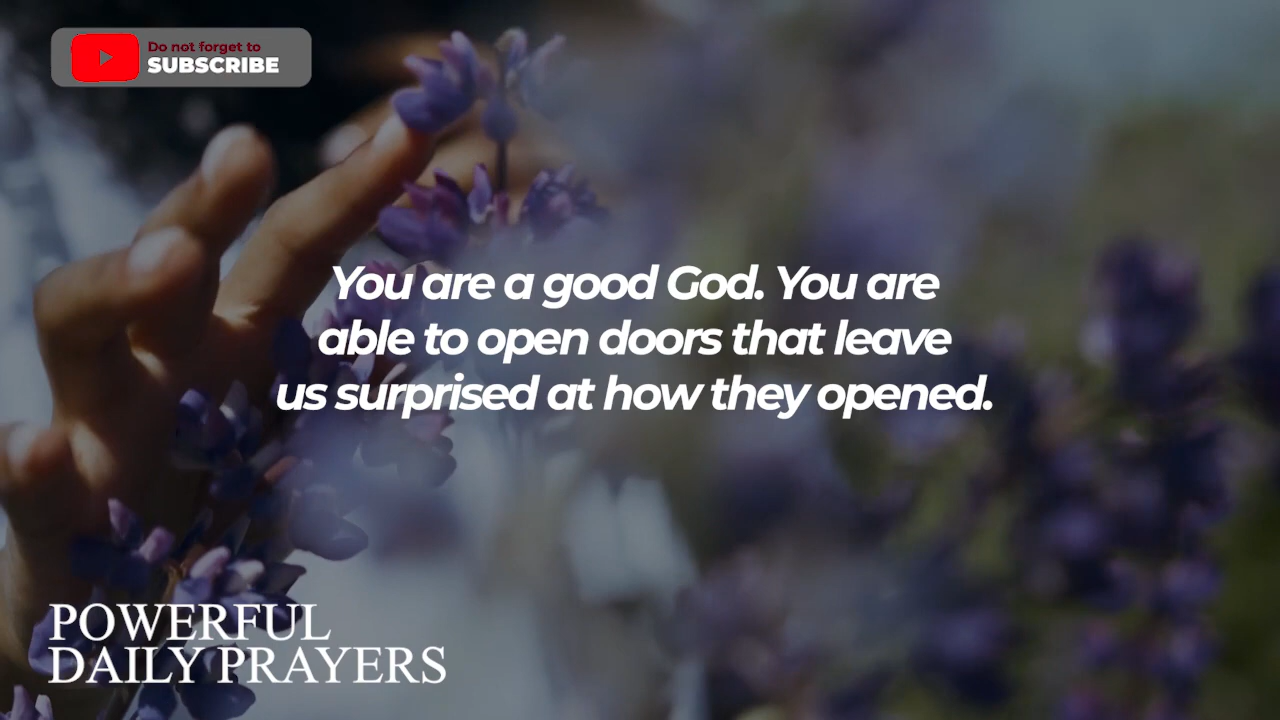 Do not forget to
SUBSCRIBE
You are a good God. You are
able to open doors that leave
us surprised at how they opened.
POWERFUL
DAILY PRAYERS